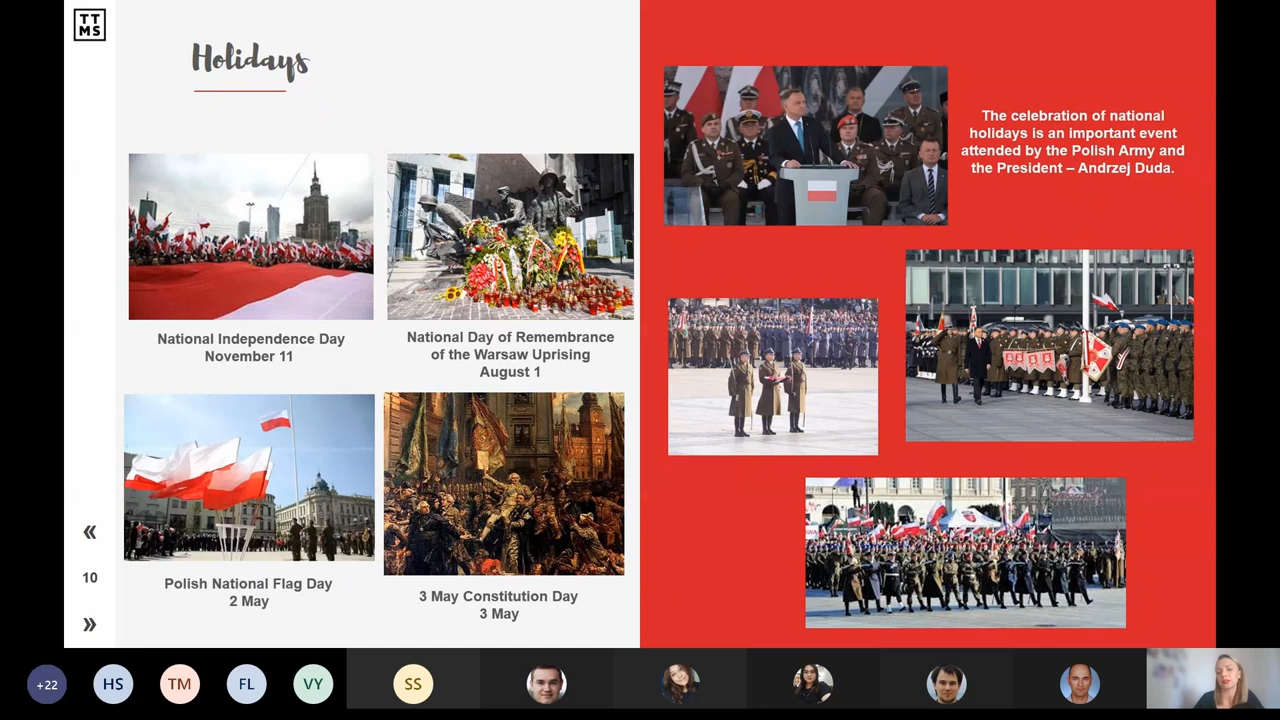 TT
MS
Holidays
National Independence Day
November 11
National Day of Remembrance
of the Warsaw Uprising
August 1
Polish National Flag Day
2 May
3 May Constitution Day
3 May
The celebration of national
holidays is an important event
attended by the Polish Army and
the President – Andrzej Duda.
«
10
»
+22
HS
TM
FL
VY
SS